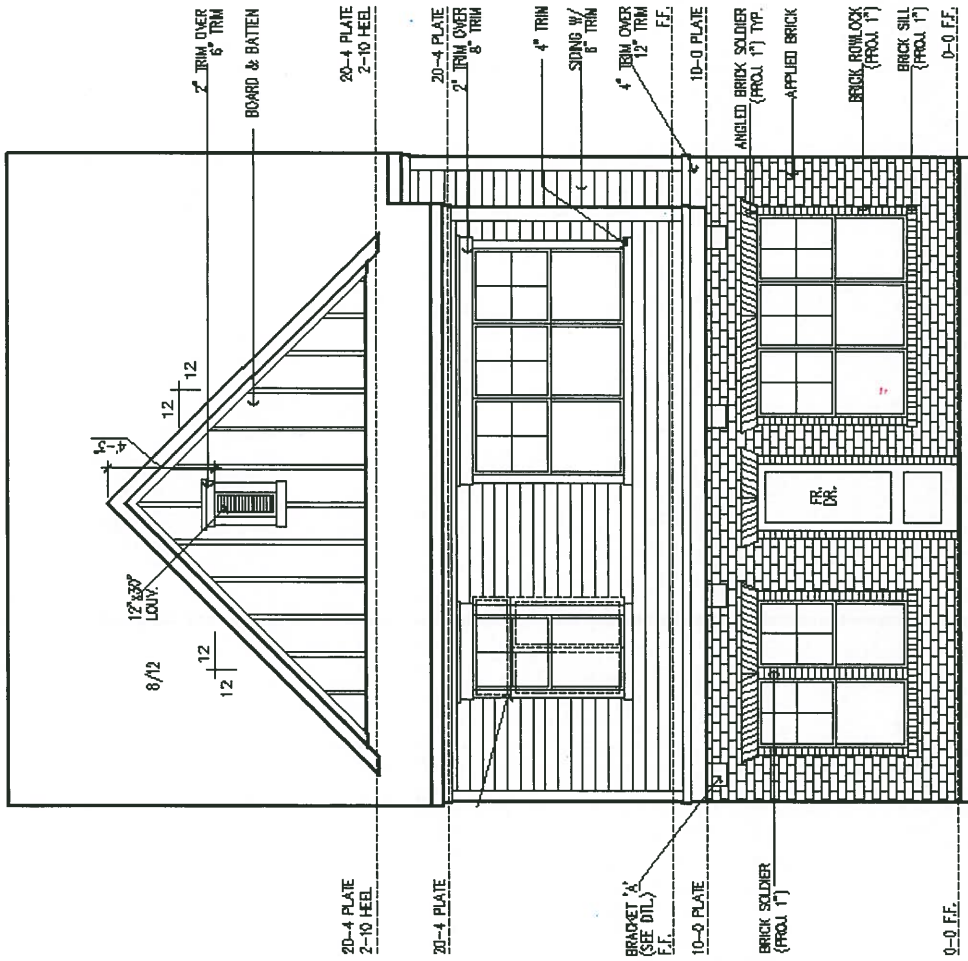 2" TRIM OVER
6" TRIM
BOARD & BATTEN
20-4 PLATE
2-10 HEEL
20-4 PLATE
2" TRIM OVER
8" TRIM
4" TRIM
SIDING W/
6" TRIM
4" TRIM OVER
12" TRIM
F.F.
10-0 PLATE
ANGLED BRICK SOLDIER
(PROJ. 1") TYP.
APPLIED BRICK
BRICK ROWLOCK
(PROJ. 1")
BRICK SILL
(PROJ. 1")
0-0 F.F.
12
12
12"x30"
LOUV.
8/12
12
12
FR.
DR.
20-4 PLATE
2-10 HEEL
20-4 PLATE
BRACKET 'A'
(SEE DTL.)
F.F.
10-0 PLATE
BRICK SOLDIER
(PROJ. 1")
0-0 F.F.